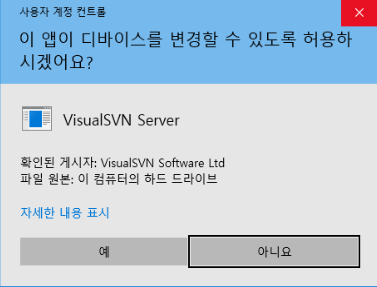 사용자 계정 컨트롤
이 앱이 디바이스를 변경할 수 있도록 허용하
시겠어요?
VisualSVN Server
확인된 게시자: VisualSVN Software Ltd
파일 원본: 이 컴퓨터의 하드 드라이브
자세한 내용 표시
예
아니요